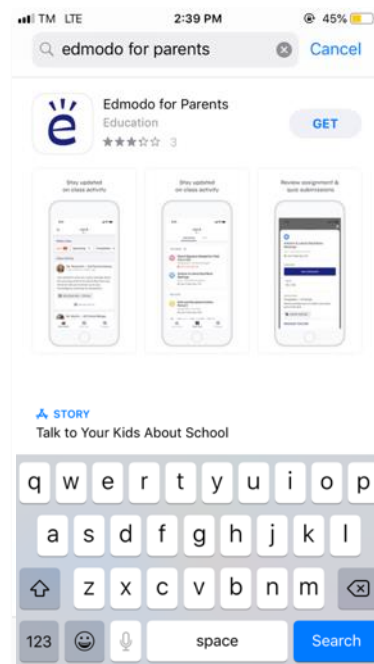 TM LTE 2:39 PM 45%
edmodo for parents Cancel
Edmodo for Parents
Education
3
GET
Stay updated
on class activity
Stay updated
on class activity
Review assignment &
quiz submissions
STORY
Talk to Your Kids About School
q w e r t y u i o p
a s d f g h j k l
z x c v b n m
123 space Search